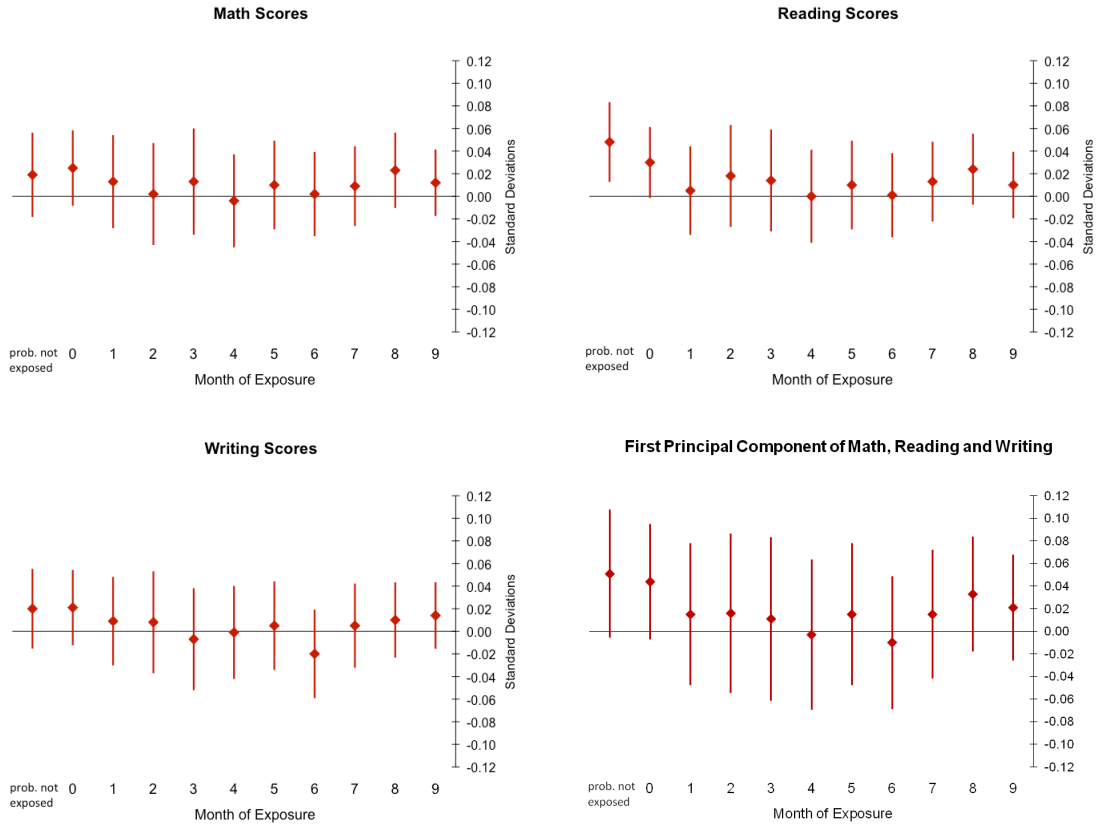 Math Scores
0.12
0.10
0.08
0.06
0.04
0.02
0.00
-0.02
-0.04
-0.06
-0.08
-0.10
-0.12
Standard Deviations
prob. not
exposed
0 1 2 3 4 5 6 7 8 9
Month of Exposure
Reading Scores
0.12
0.10
0.08
0.06
0.04
0.02
0.00
-0.02
-0.04
-0.06
-0.08
-0.10
-0.12
Standard Deviations
prob. not
exposed
0 1 2 3 4 5 6 7 8 9
Month of Exposure
Writing Scores
0.12
0.10
0.08
0.06
0.04
0.02
0.00
-0.02
-0.04
-0.06
-0.08
-0.10
-0.12
Standard Deviations
prob. not
exposed
0 1 2 3 4 5 6 7 8 9
Month of Exposure
First Principal Component of Math, Reading and Writing
0.12
0.10
0.08
0.06
0.04
0.02
0.00
-0.02
-0.04
-0.06
-0.08
-0.10
-0.12
Standard Deviations
prob. not
exposed
0 1 2 3 4 5 6 7 8 9
Month of Exposure